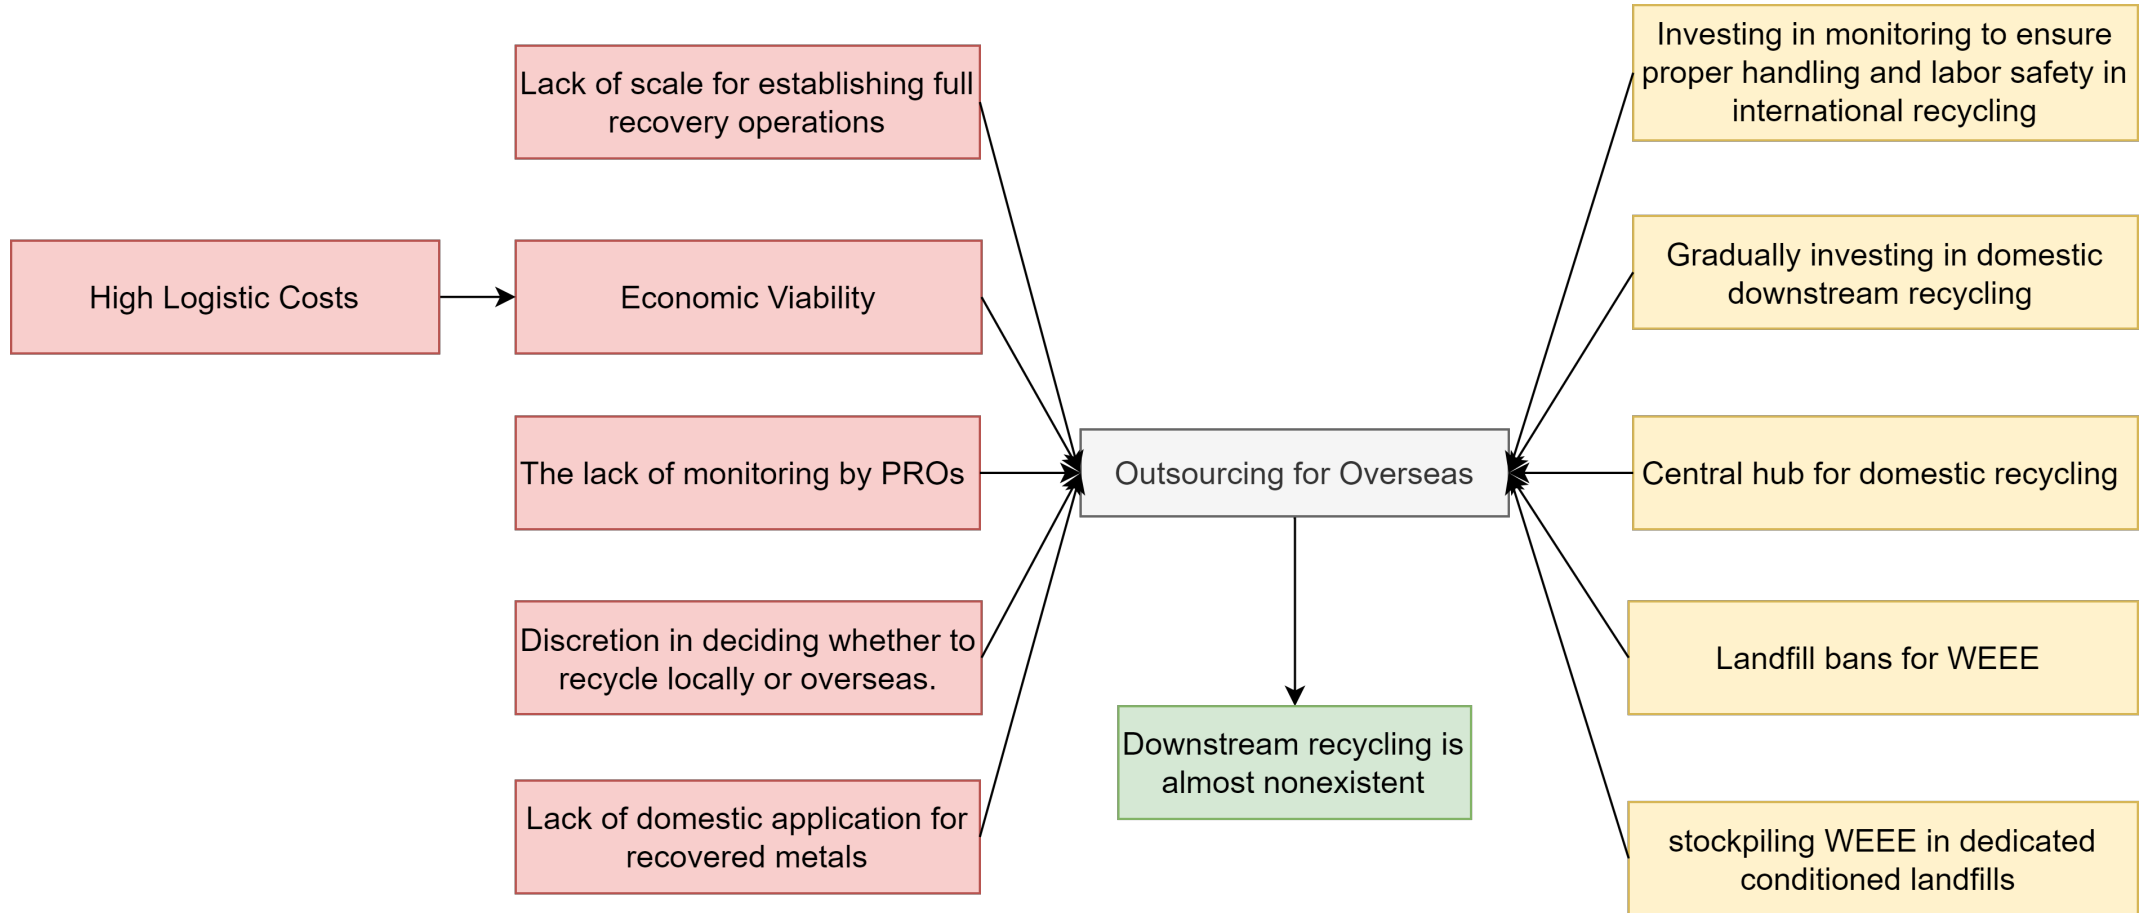 Lack of scale for establishing full
recovery operations
High Logistic Costs
Economic Viability
The lack of monitoring by PROs
Discretion in deciding whether to
recycle locally or overseas.
Lack of domestic application for
recovered metals
Outsourcing for Overseas
Downstream recycling is
almost nonexistent
Investing in monitoring to ensure
proper handling and labor safety in
international recycling
Gradually investing in domestic
downstream recycling
Central hub for domestic recycling
Landfill bans for WEEE
stockpiling WEEE in dedicated
conditioned landfills